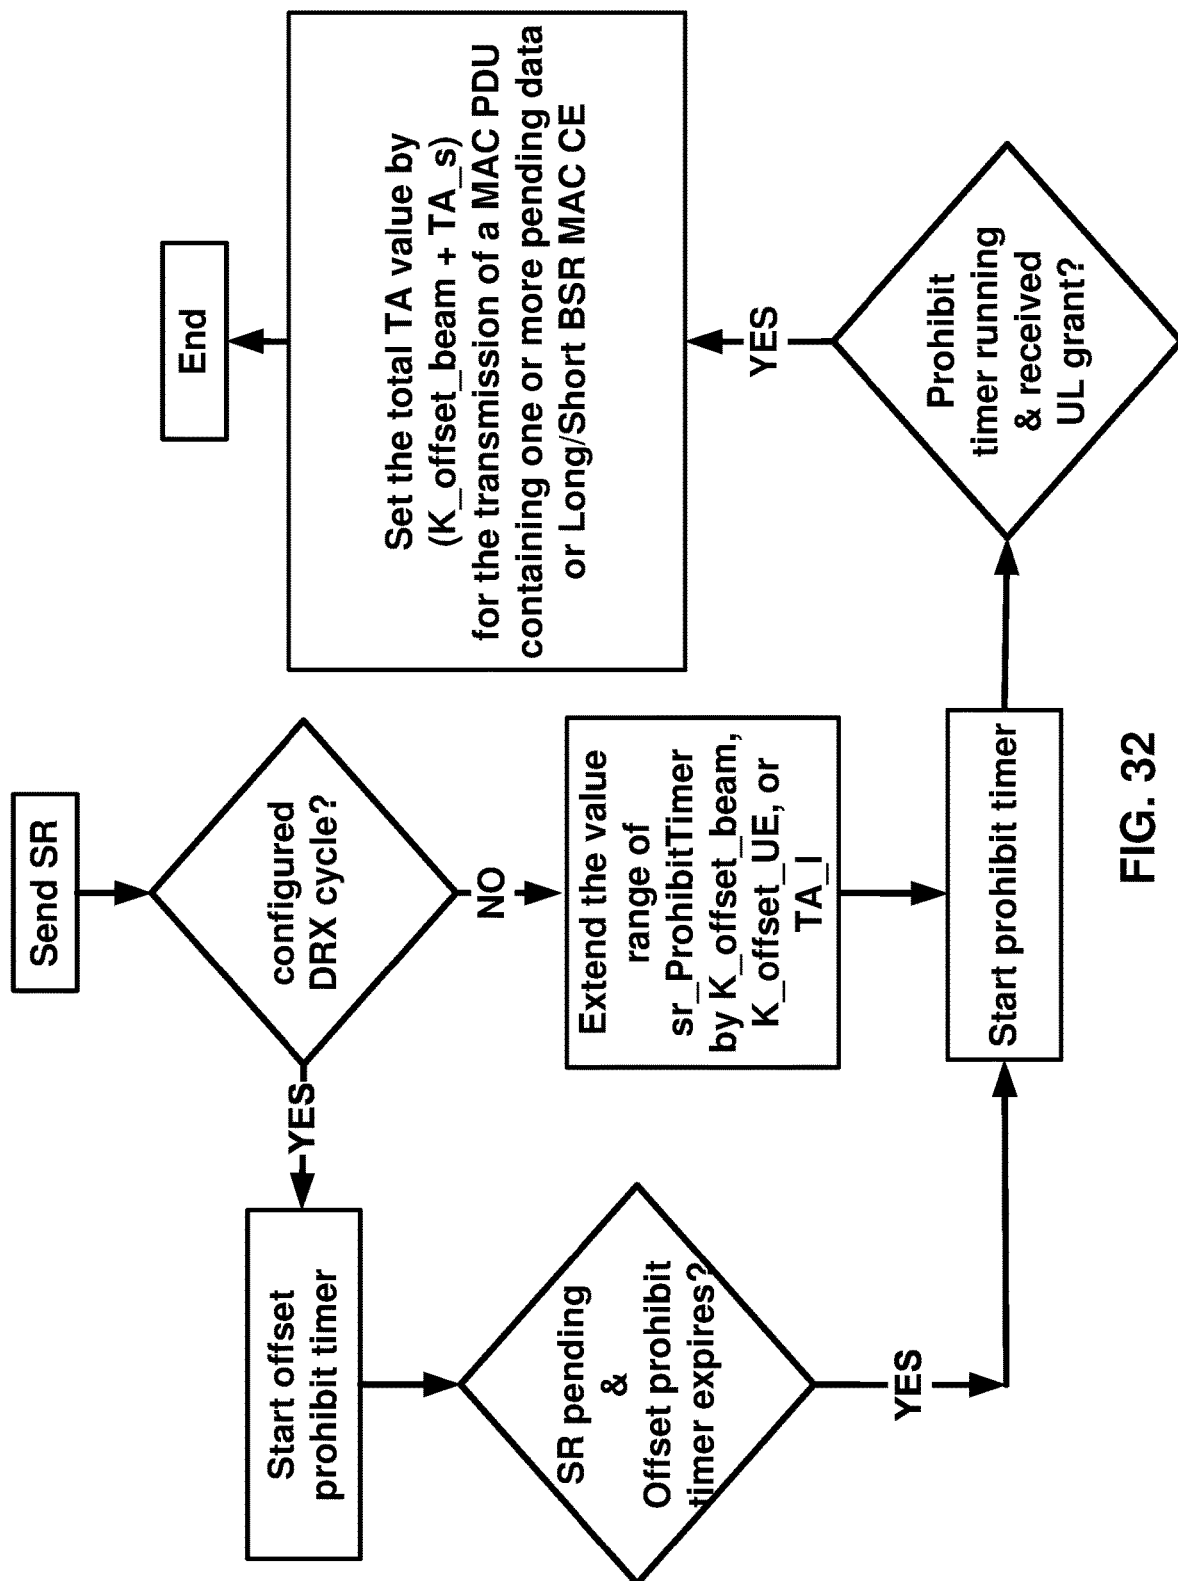 Send SR
configured
DRX cycle?
YES
NO
Start offset
prohibit timer
SR pending
&
Offset prohibit
timer expires?
YES
Extend the value
range of
sr_ProhibitTimer
by K_offset_beam,
K_offset_UE, or
TA_I
Start prohibit timer
Prohibit
timer running
& received
UL grant?
YES
Set the total TA value by
(K_offset_beam + TA_s)
for the transmission of a MAC PDU
containing one or more pending data
or Long/Short BSR MAC CE
End
FIG. 32